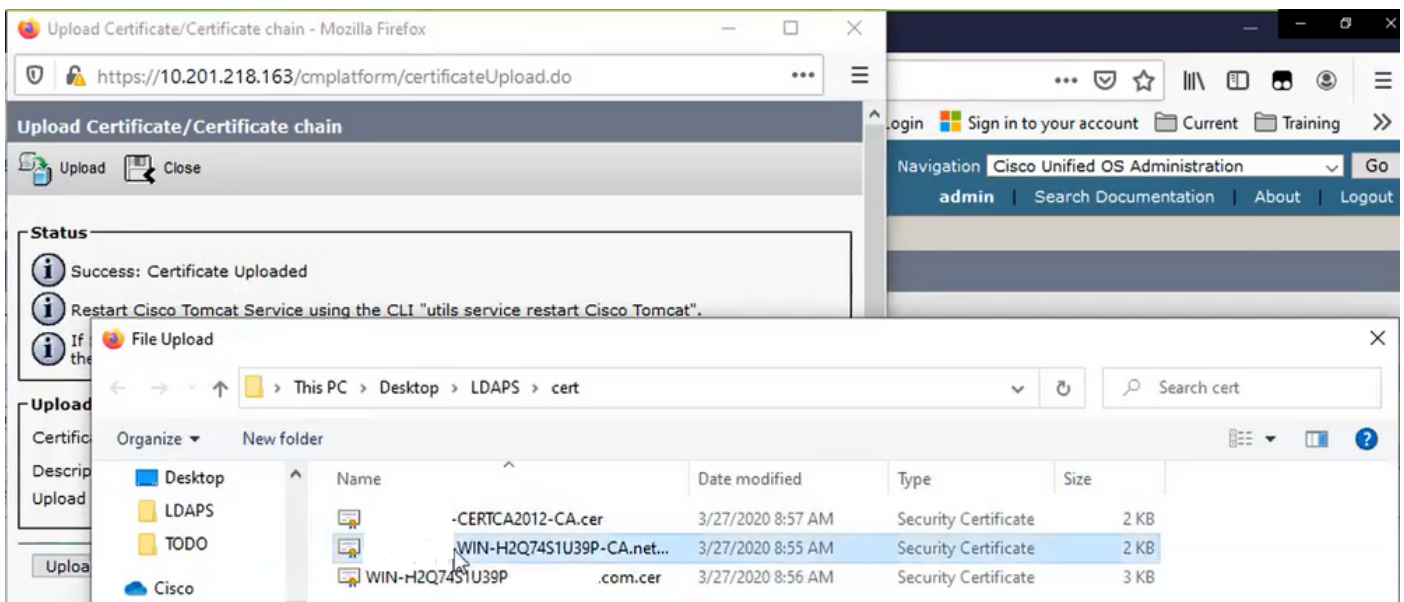 Upload Certificate/Certificate chain - Mozilla Firefox
https://10.201.218.163/cmplatform/certificateUpload.do
Upload Certificate/Certificate chain
Login Sign in to your account Current Training
Upload Close
Navigation Cisco Unified OS Administration Go
admin | Search Documentation | About | Logout
Status
Success: Certificate Uploaded
Restart Cisco Tomcat Service using the CLI "utils service restart Cisco Tomcat".
If
the
File Upload
This PC > Desktop > LDAPS > cert
Search cert
Upload
Certific
Descrip
Upload
Uploa
Organize New folder
Desktop
LDAPS
TODO
Cisco
Name Date modified Type Size
-CERTCA2012-CA.cer 3/27/2020 8:57 AM Security Certificate 2 KB
-WIN-H2Q74S1U39P-CA.net... 3/27/2020 8:55 AM Security Certificate 2 KB
WIN-H2Q74S1U39P .com.cer 3/27/2020 8:56 AM Security Certificate 3 KB